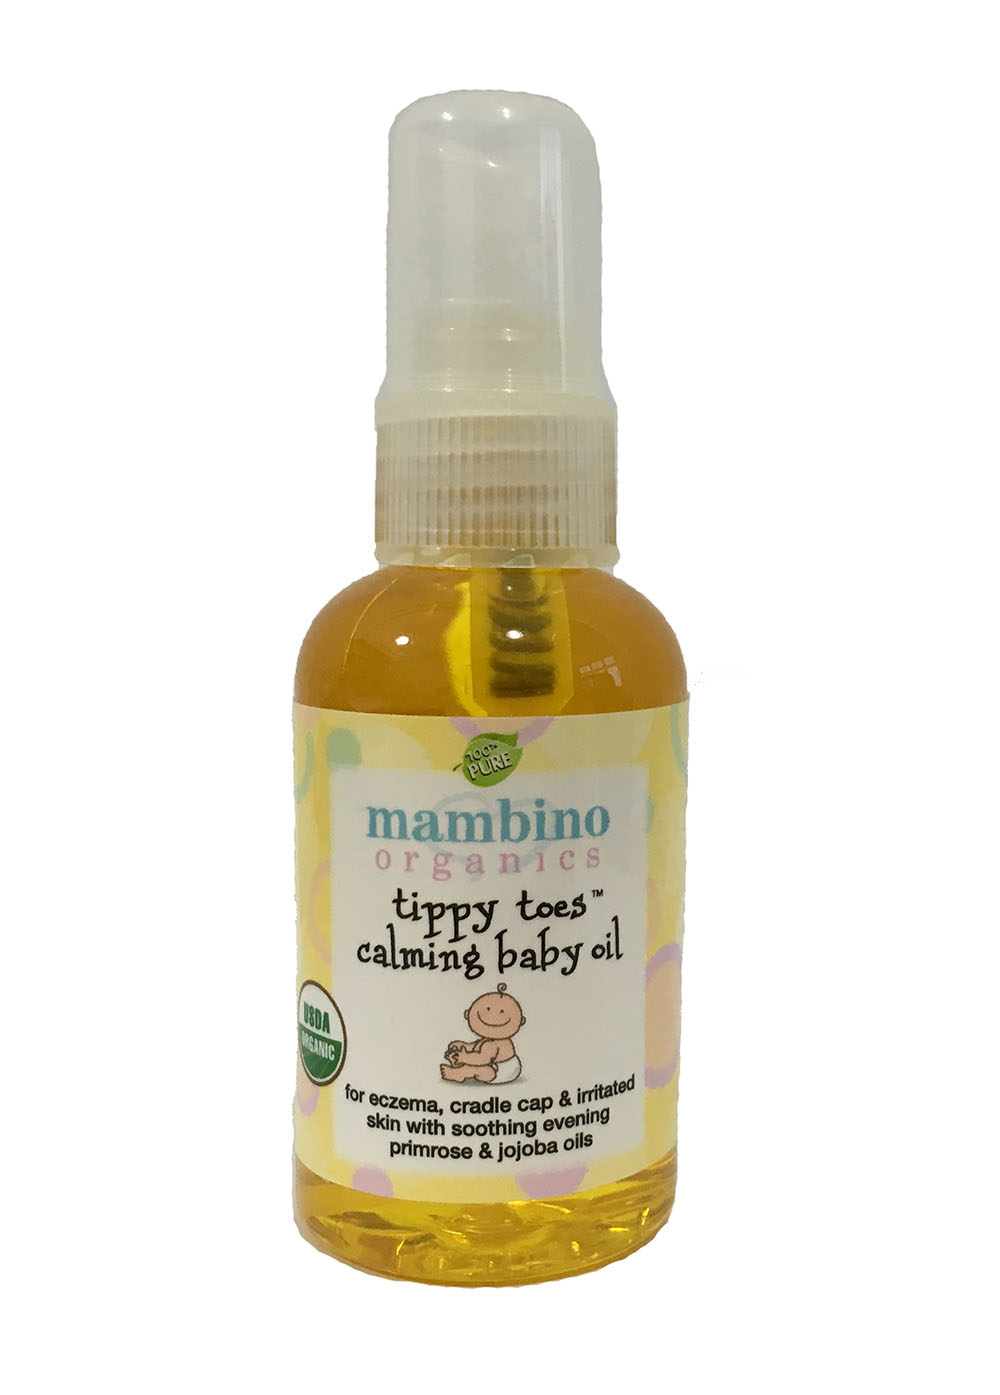 100%
PURE
mambino
organics
tippy toes™
calming baby oil
USDA
ORGANIC
for eczema, cradle cap & irritated
skin with soothing evening
primrose & jojoba oils